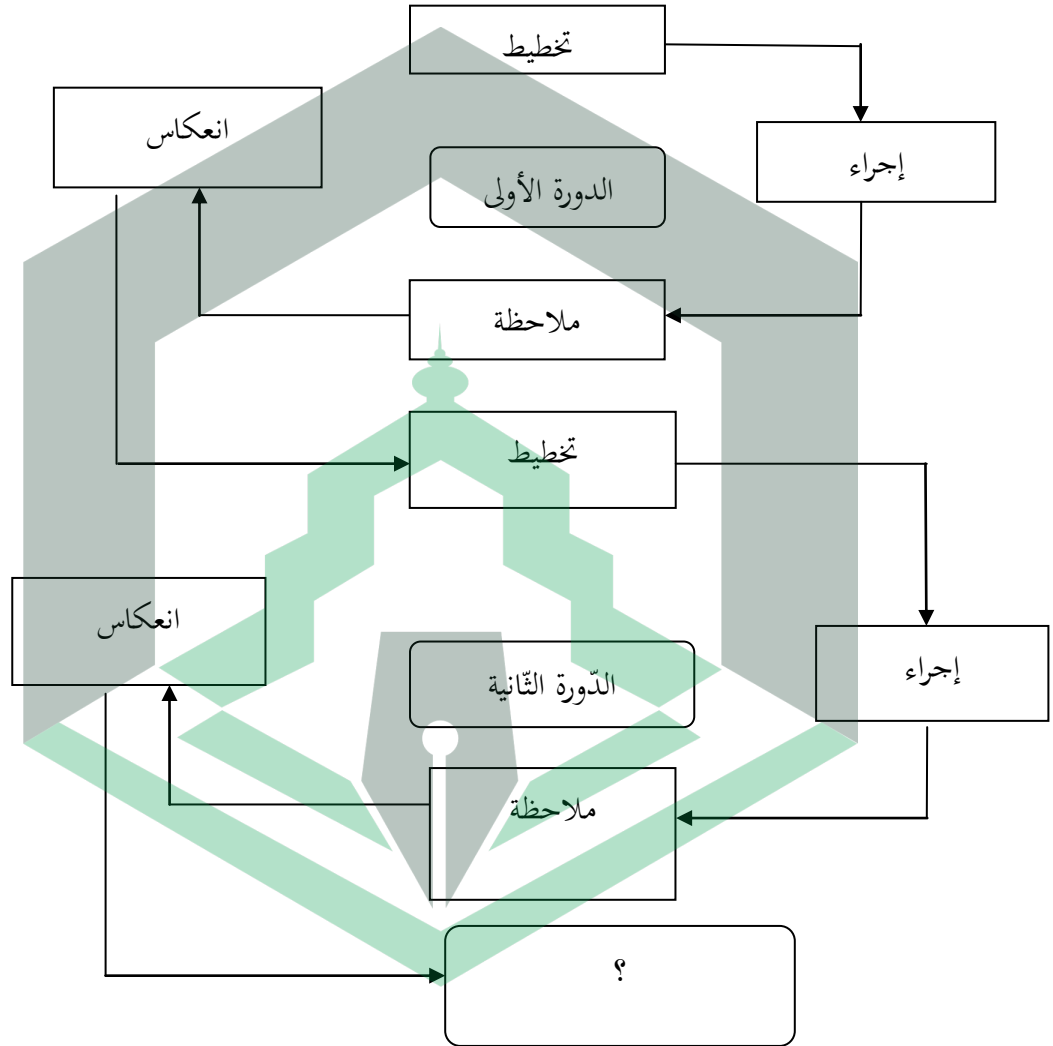 تخطيط
انعكاس
إجراء
الدورة الأولى
ملاحظة
تخطيط
انعكاس
إجراء
الدّورة الثّانية
ملاحظة
؟